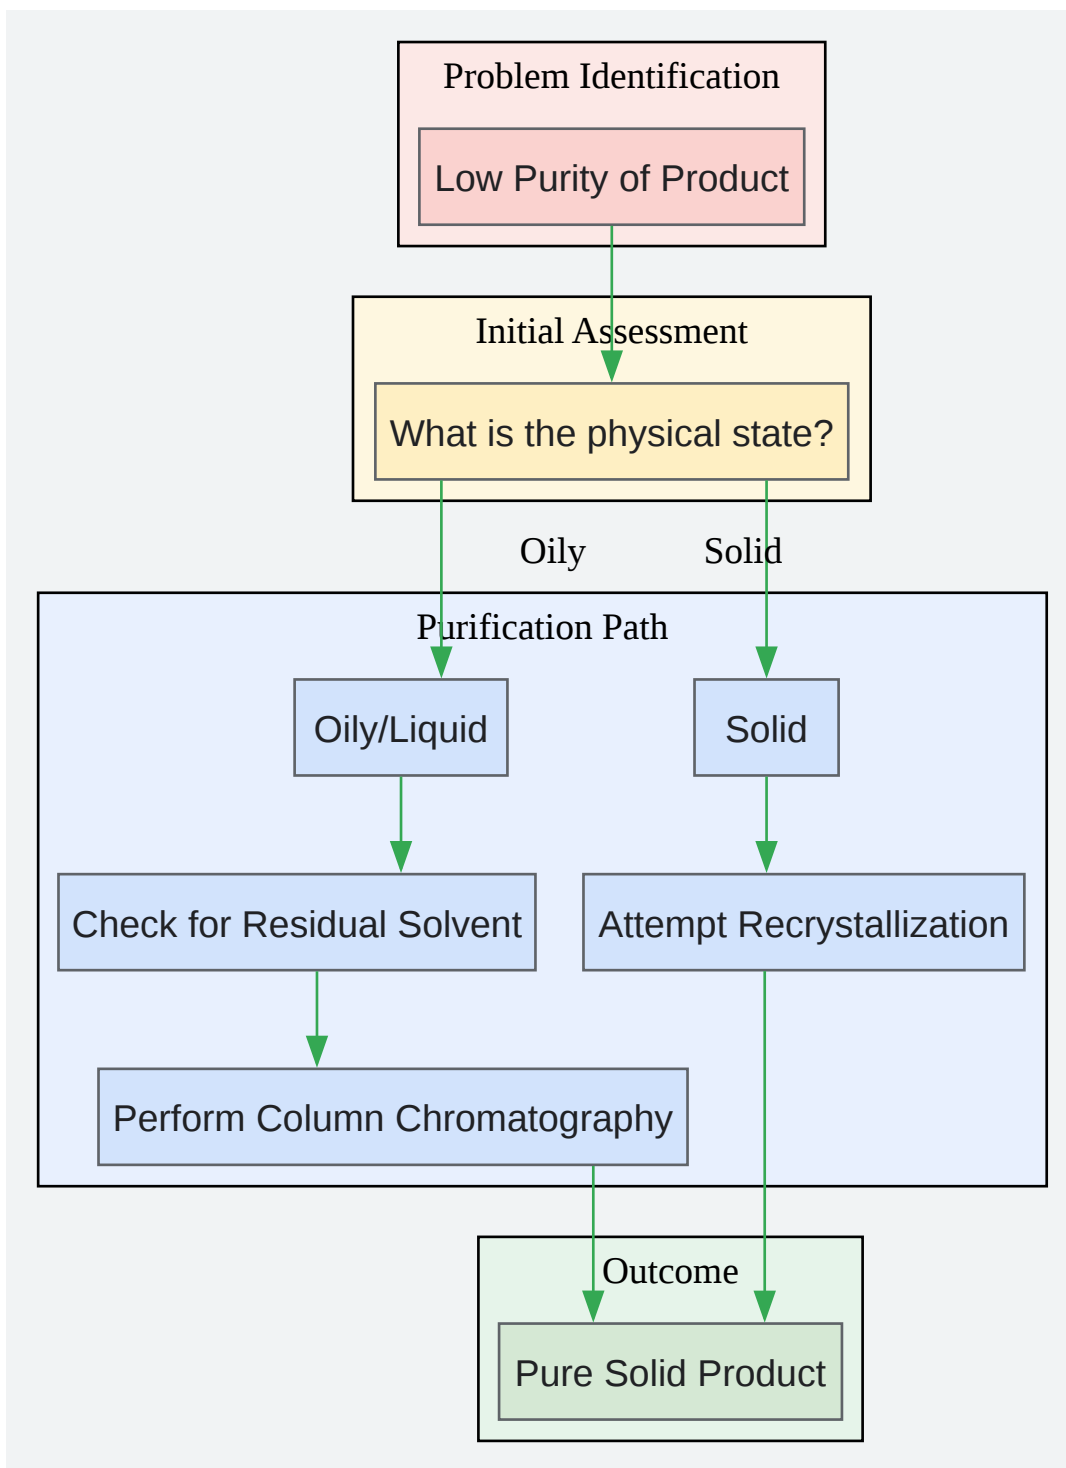 Problem Identification
Low Purity of Product
Initial Assessment
What is the physical state?
Oily
Solid
Purification Path
Oily/Liquid
Solid
Check for Residual Solvent
Attempt Recrystallization
Perform Column Chromatography
Outcome
Pure Solid Product